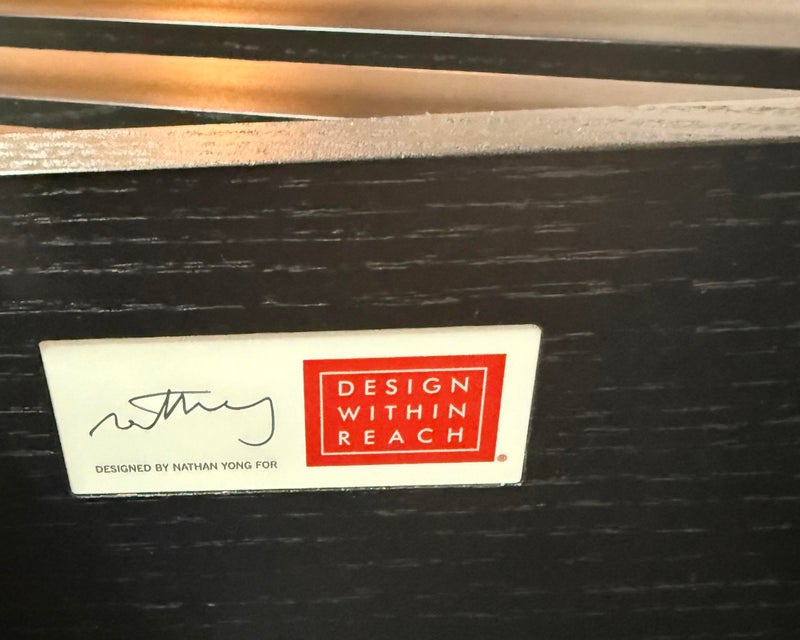 DESIGNED BY NATHAN YONG FOR
DESIGN
WITHIN
REACH
®